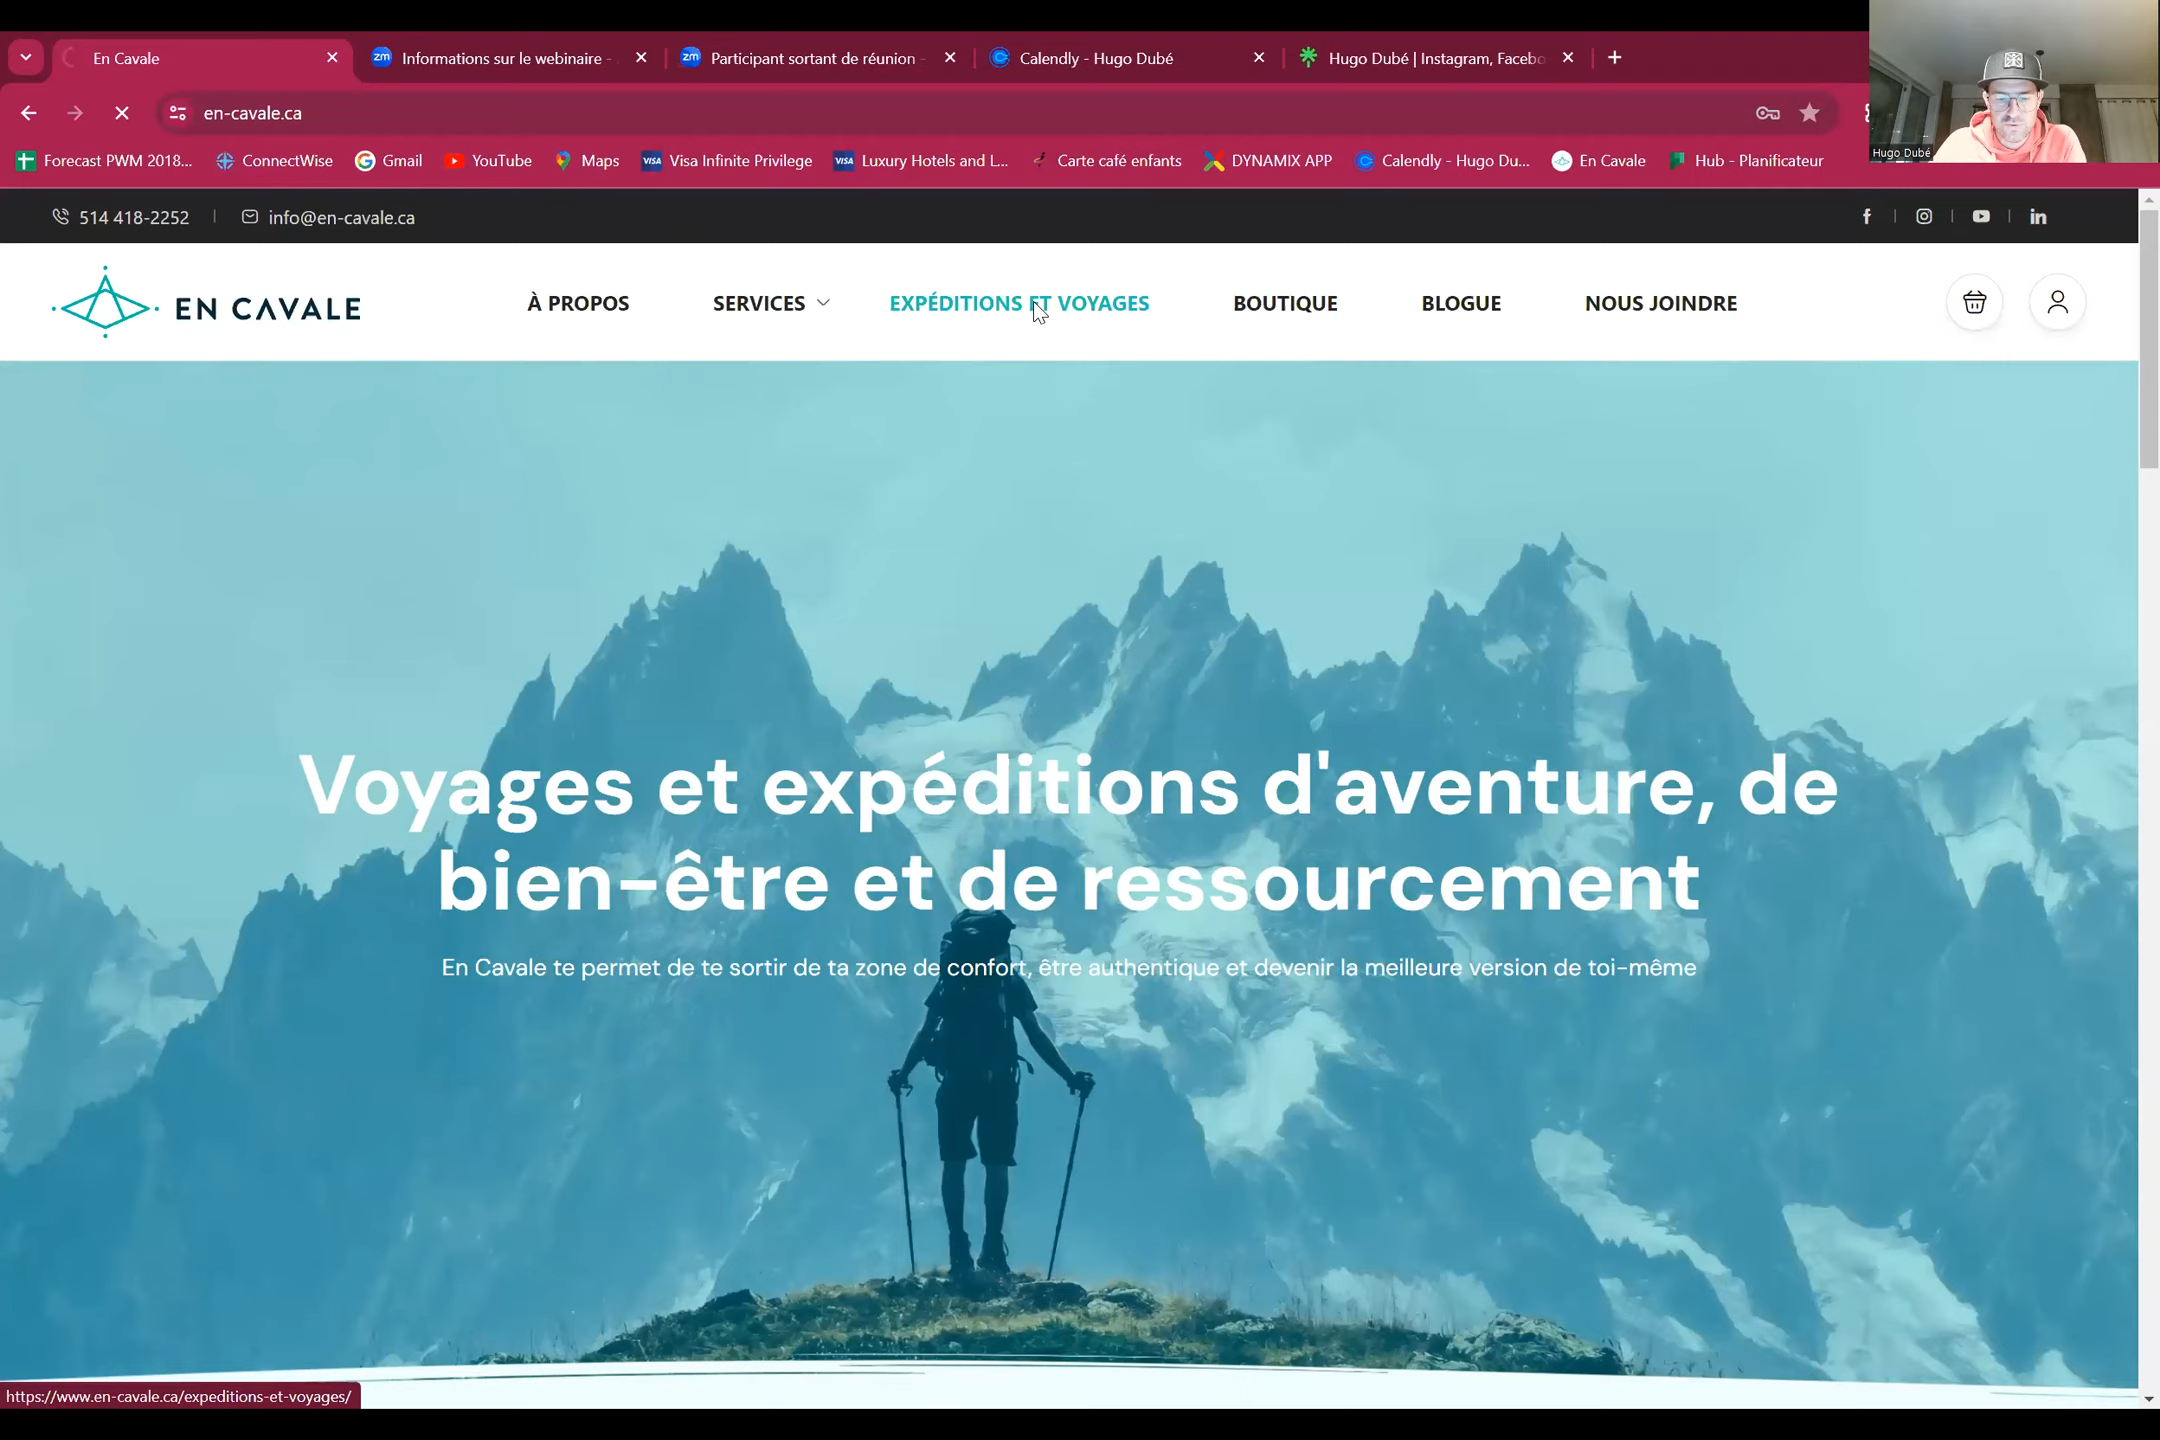 En Cavale
Informations sur le webinaire -
Participant sortant de réunion -
Calendly - Hugo Dubé
Hugo Dubé | Instagram, Facebo
en-cavale.ca
Forecast PWM 2018...
ConnectWise
Gmail
YouTube
Maps
Visa Infinite Privilege
Luxury Hotels and L...
Carte café enfants
DYNAMIX APP
Calendly - Hugo Du...
En Cavale
Hub - Planificateur
Hugo Dubé
514 418-2252
info@en-cavale.ca
EN CAVALE
À PROPOS
SERVICES
EXPÉDITIONS ET VOYAGES
BOUTIQUE
BLOGUE
NOUS JOINDRE
Voyages et expéditions d'aventure, de
bien-être et de ressourcement
En Cavale te permet de te sortir de ta zone de confort, être authentique et devenir la meilleure version de toi-même
https://www.en-cavale.ca/expeditions-et-voyages/